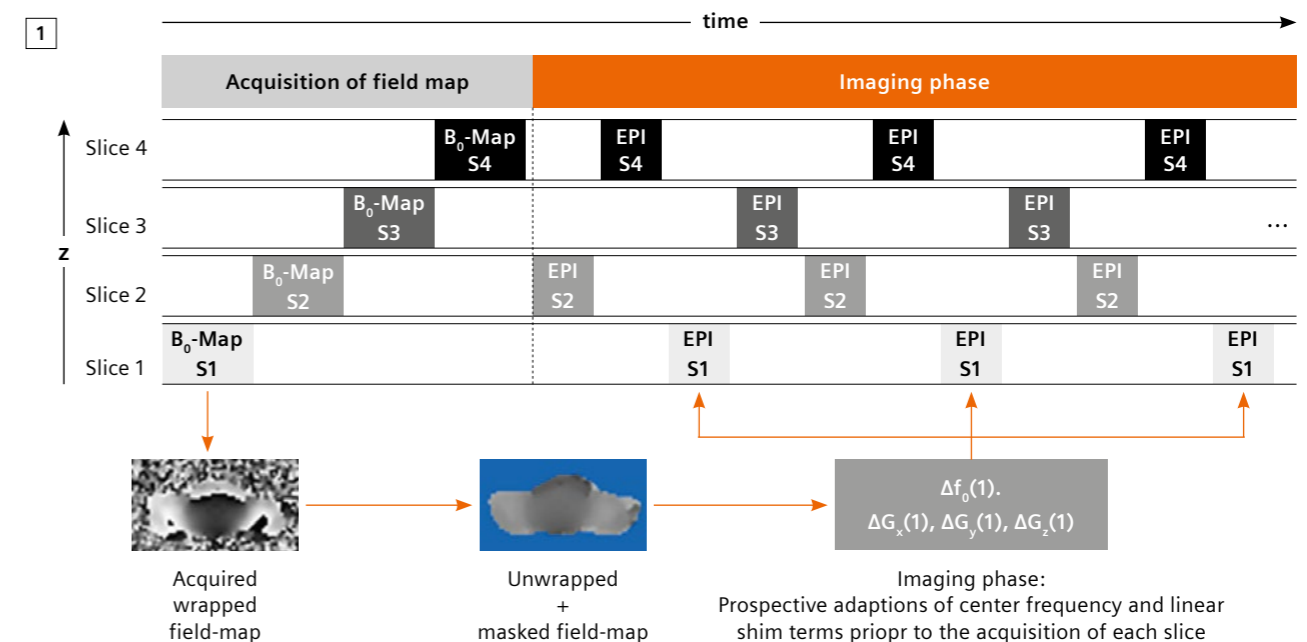 1
time
Acquisition of field map
Imaging phase
Slice 4
B₀-Map
S4
EPI
S4
EPI
S4
EPI
S4
Slice 3
B₀-Map
S3
EPI
S3
EPI
S3
...
z
Slice 2
B₀-Map
S2
EPI
S2
EPI
S2
EPI
S2
Slice 1
B₀-Map
S1
EPI
S1
EPI
S1
EPI
S1
Δf₀(1).
ΔGₓ(1), ΔGᵧ(1), ΔG_z(1)
Acquired
wrapped
field-map
Unwrapped
+
masked field-map
Imaging phase:
Prospective adaptions of center frequency and linear
shim terms priopr to the acquisition of each slice